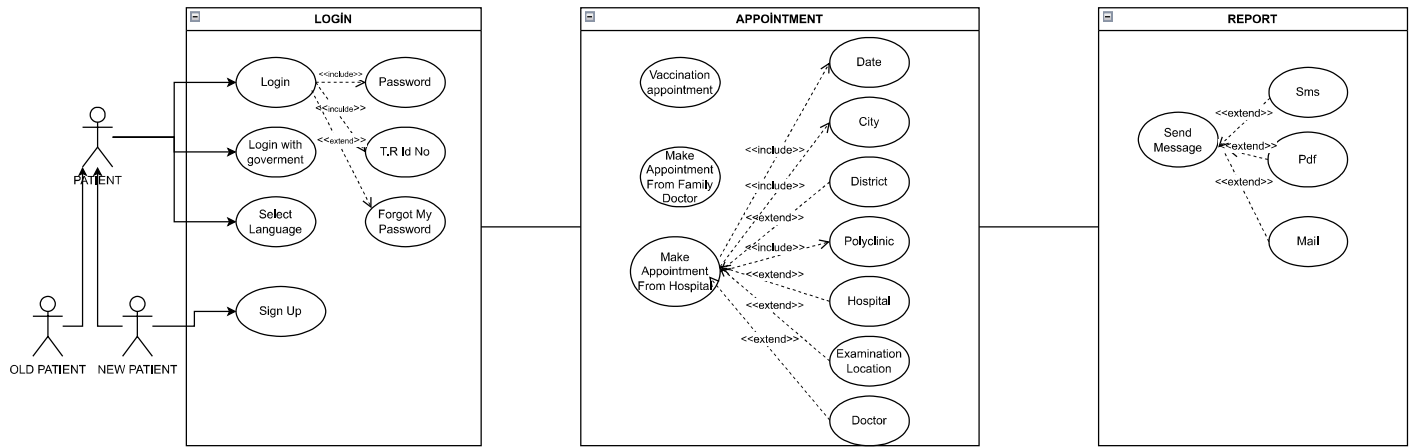 LOGİN
Login
<<include>>
Password
<<inculde>>
<<extend>>
Login with
goverment
T.R Id No
Select
Language
Forgot My
Password
Sign Up
PATIENT
OLD PATIENT
NEW PATIENT
APPOİNTMENT
Vaccination
appointment
Make
Appointment
From Family
Doctor
Make
Appointment
From Hospital
<<include>>
<<include>>
<<extend>>
<<include>>
<<extend>>
<<extend>>
<<extend>>
Date
City
District
Polyclinic
Hospital
Examination
Location
Doctor
REPORT
Send
Message
<<extend>>
<<extend>>
<<extend>>
Sms
Pdf
Mail